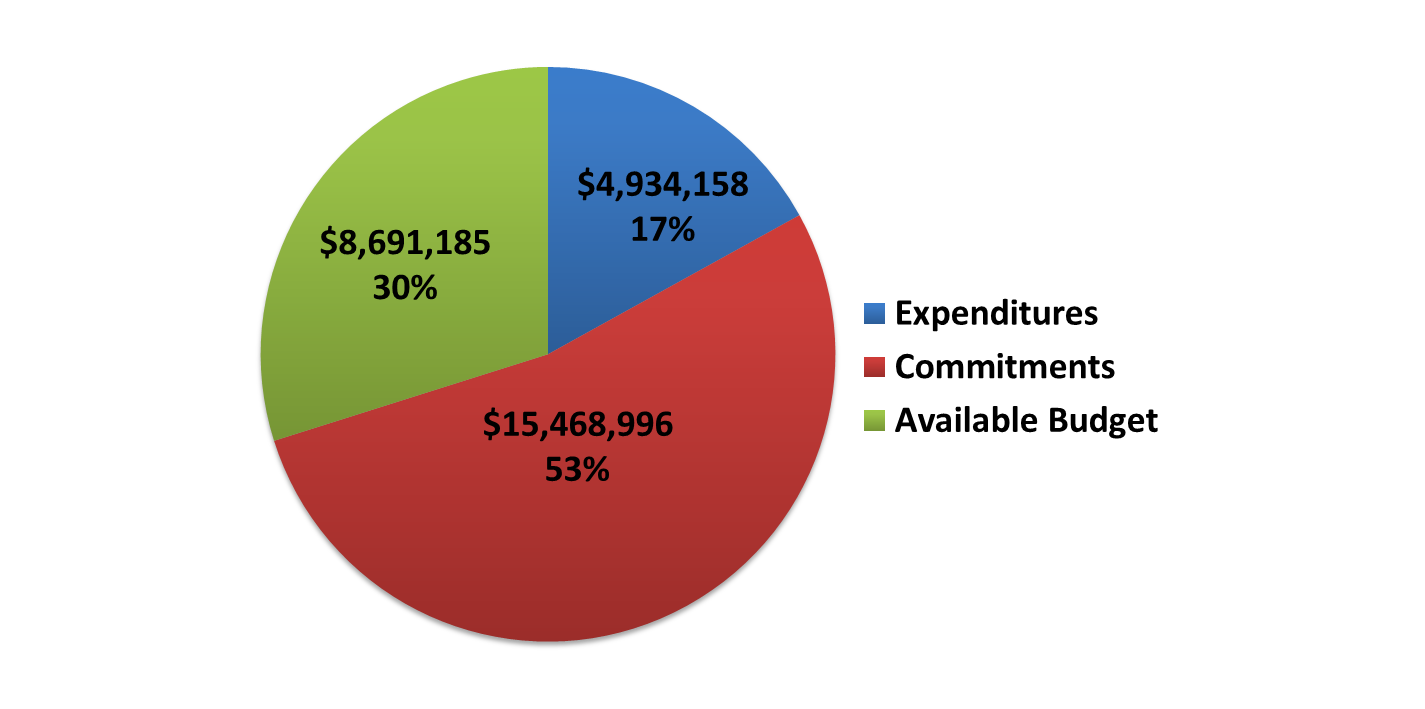 $4,934,158
17%
$8,691,185
30%
$15,468,996
53%
Expenditures
Commitments
Available Budget